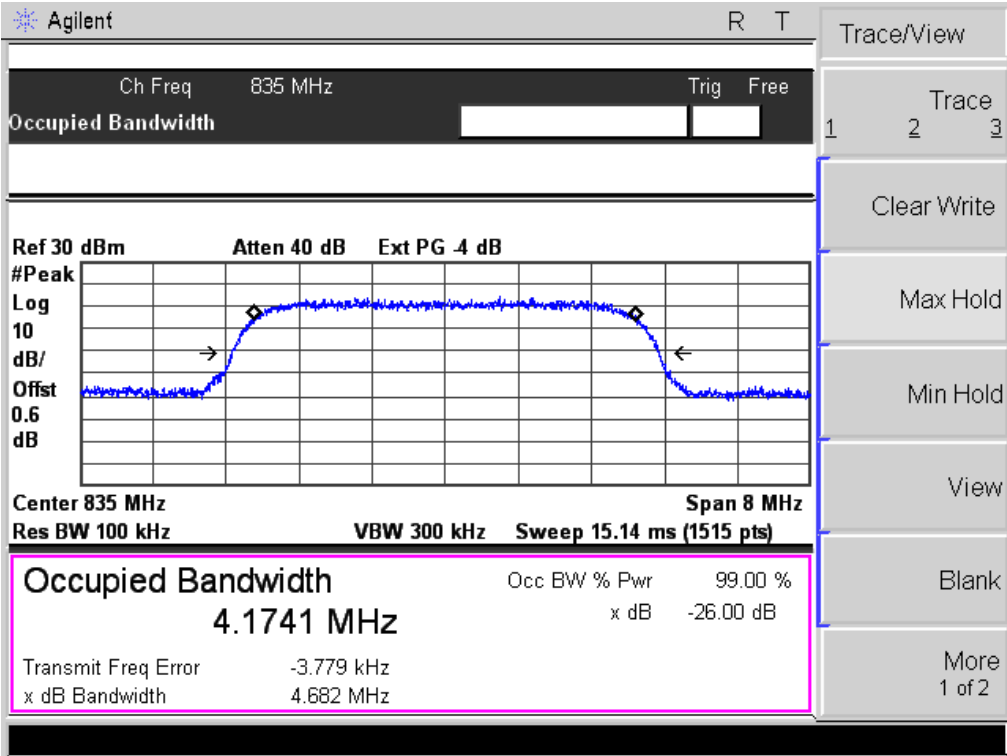 Agilent R T
Trace/View
Ch Freq 835 MHz Trig Free
Occupied Bandwidth
Trace
1 2 3
Clear Write
Max Hold
Min Hold
View
Blank
More
1 of 2
Ref 30 dBm Atten 40 dB Ext PG -4 dB
#Peak
Log
10
dB/
Offst
0.6
dB
Center 835 MHz Span 8 MHz
Res BW 100 kHz VBW 300 kHz Sweep 15.14 ms (1515 pts)
Occupied Bandwidth
4.1741 MHz
Occ BW % Pwr 99.00 %
x dB -26.00 dB
Transmit Freq Error -3.779 kHz
x dB Bandwidth 4.682 MHz